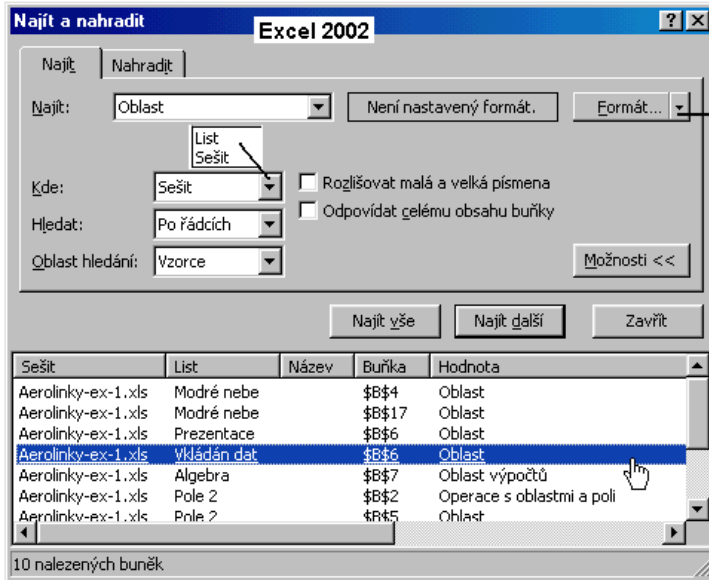 Najít a nahradit
Excel 2002
Najít Nahradit
Najít: Oblast Není nastavený formát. Formát...
List
Sešit
Kde: Sešit Rozlišovat malá a velká písmena
Hledat: Po řádcích Odpovídat celému obsahu buňky
Oblast hledání: Vzorce Možnosti <<
Najít vše Najít další Zavřít
Sešit List Název Buňka Hodnota
Aerolinky-ex-1.xls Modré nebe $B$4 Oblast
Aerolinky-ex-1.xls Modré nebe $B$17 Oblast
Aerolinky-ex-1.xls Prezentace $B$6 Oblast
Aerolinky-ex-1.xls Vkládán dat $B$6 Oblast
Aerolinky-ex-1.xls Algebra $B$7 Oblast výpočtů
Aerolinky-ex-1.xls Pole 2 $B$2 Operace s oblastmi a poli
Aerolinky-ex-1.xls Pole 2 $B$5 Oblast
10 nalezených buněk